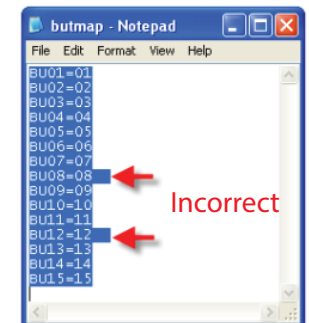 butmap - Notepad
File Edit Format View Help
BU01=01
BU02=02
BU03=03
BU04=04
BU05=05
BU06=06
BU07=07
BU08=08
BU09=09
BU10=10
BU11=11
BU12=12
BU13=13
BU14=14
BU15=15
Incorrect